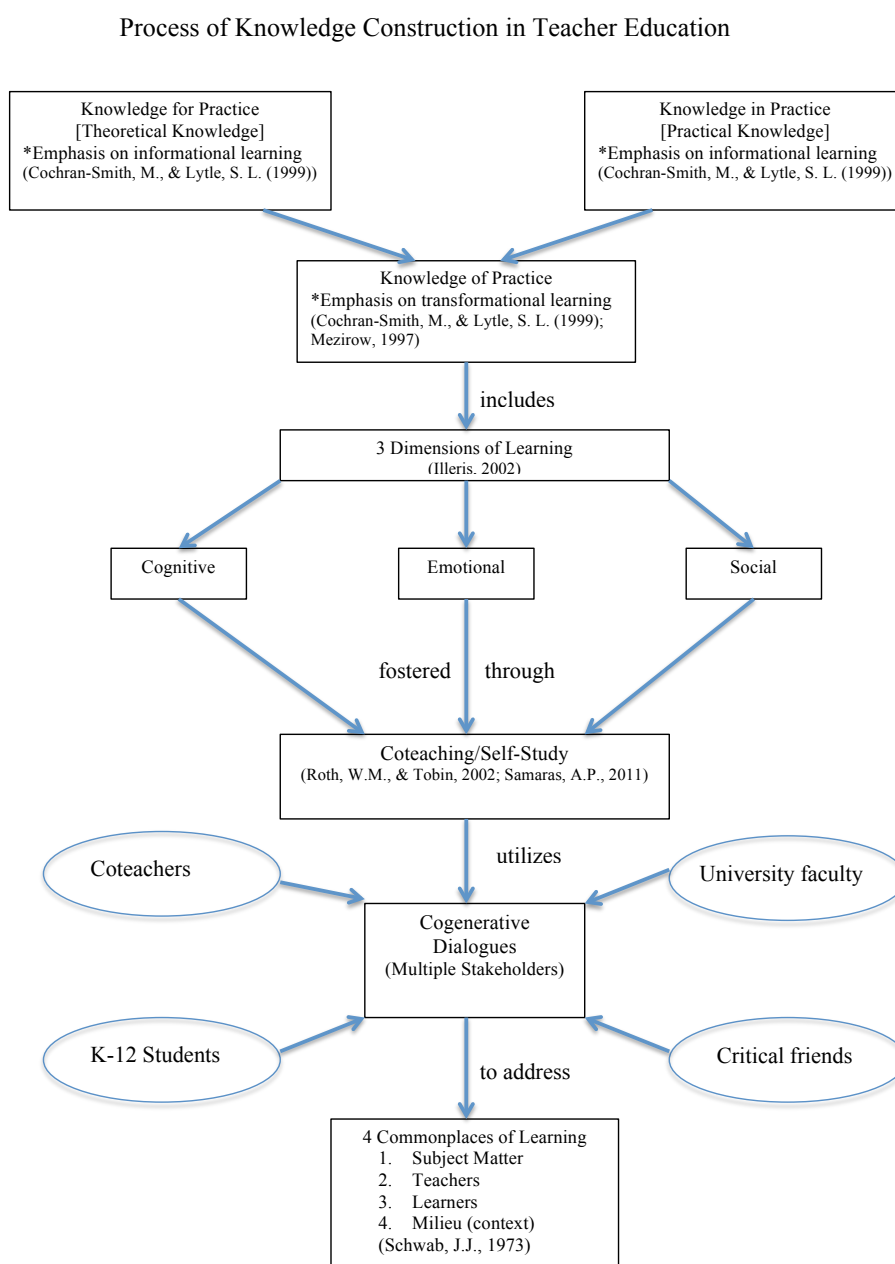 Process of Knowledge Construction in Teacher Education
Knowledge for Practice
[Theoretical Knowledge]
*Emphasis on informational learning
(Cochran-Smith, M., & Lytle, S. L. (1999))
Knowledge in Practice
[Practical Knowledge]
*Emphasis on informational learning
(Cochran-Smith, M., & Lytle, S. L. (1999))
Knowledge of Practice
*Emphasis on transformational learning
(Cochran-Smith, M., & Lytle, S. L. (1999);
Mezirow, 1997)
includes
3 Dimensions of Learning
(Illeris, 2002)
Cognitive
Emotional
Social
fostered through
Coteaching/Self-Study
(Roth, W.M., & Tobin, 2002; Samaras, A.P., 2011)
utilizes
Coteachers
University faculty
Cogenerative
Dialogues
(Multiple Stakeholders)
K-12 Students
Critical friends
to address
4 Commonplaces of Learning
1. Subject Matter
2. Teachers
3. Learners
4. Milieu (context)
(Schwab, J.J., 1973)